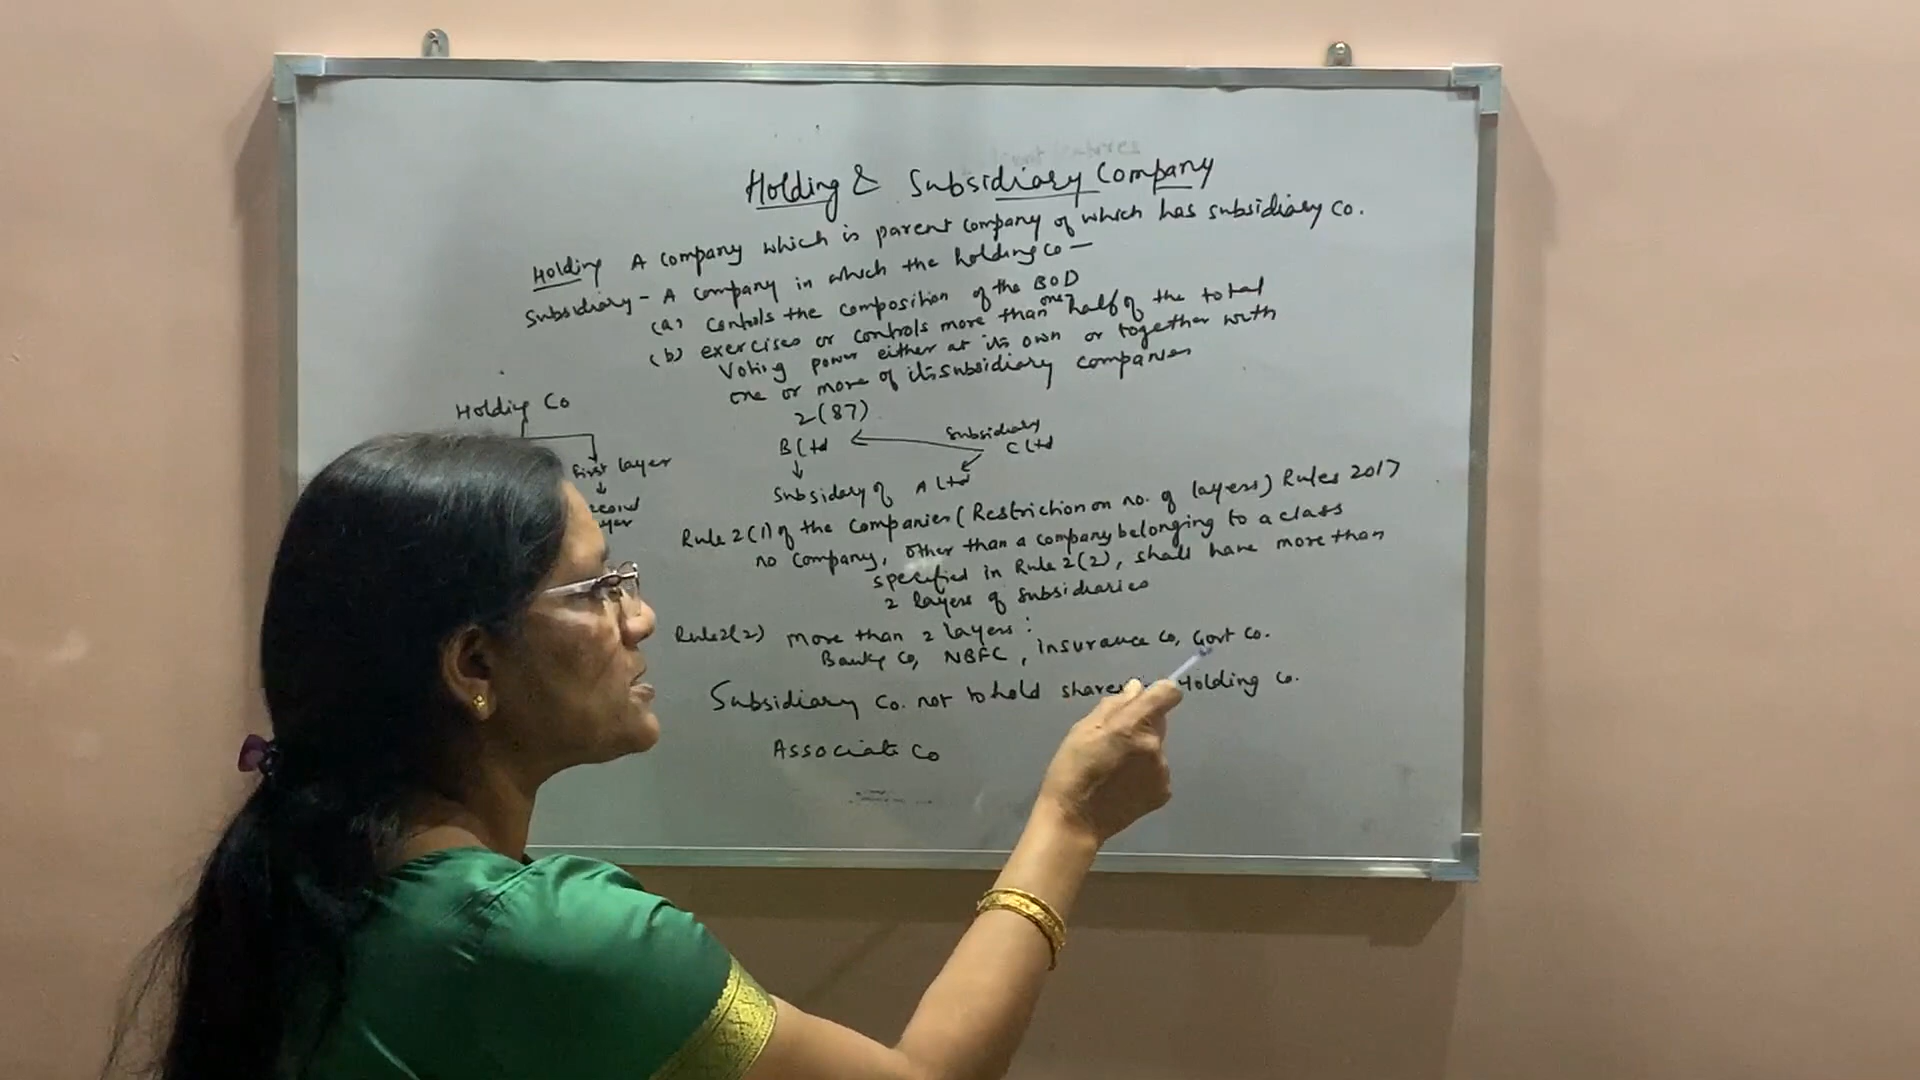 Holding & Subsidiary Company
Holding A company which is parent company of which has subsidiary co.
Subsidiary - A company in which the holding co —
(a) Controls the composition of the BOD
(b) exercises or controls more than one half of the total
Voting power either at its own or together with
one or more of its subsidiary companies
2(87)
Holding Co
First layer
B Ltd
Subsidiary
C Ltd
Subsidary of A Ltd
Rule 2(1) of the Companies (Restriction on no. of layers) Rules 2017
no company, other than a company belonging to a class
specified in Rule 2(2), shall have more than
2 layers of subsidiaries
Rule 2(2) more than 2 layers:
Co, NBFC, Insurance Co, Govt Co.
Subsidiary Co. not to hold shares Holding Co.
Associate Co